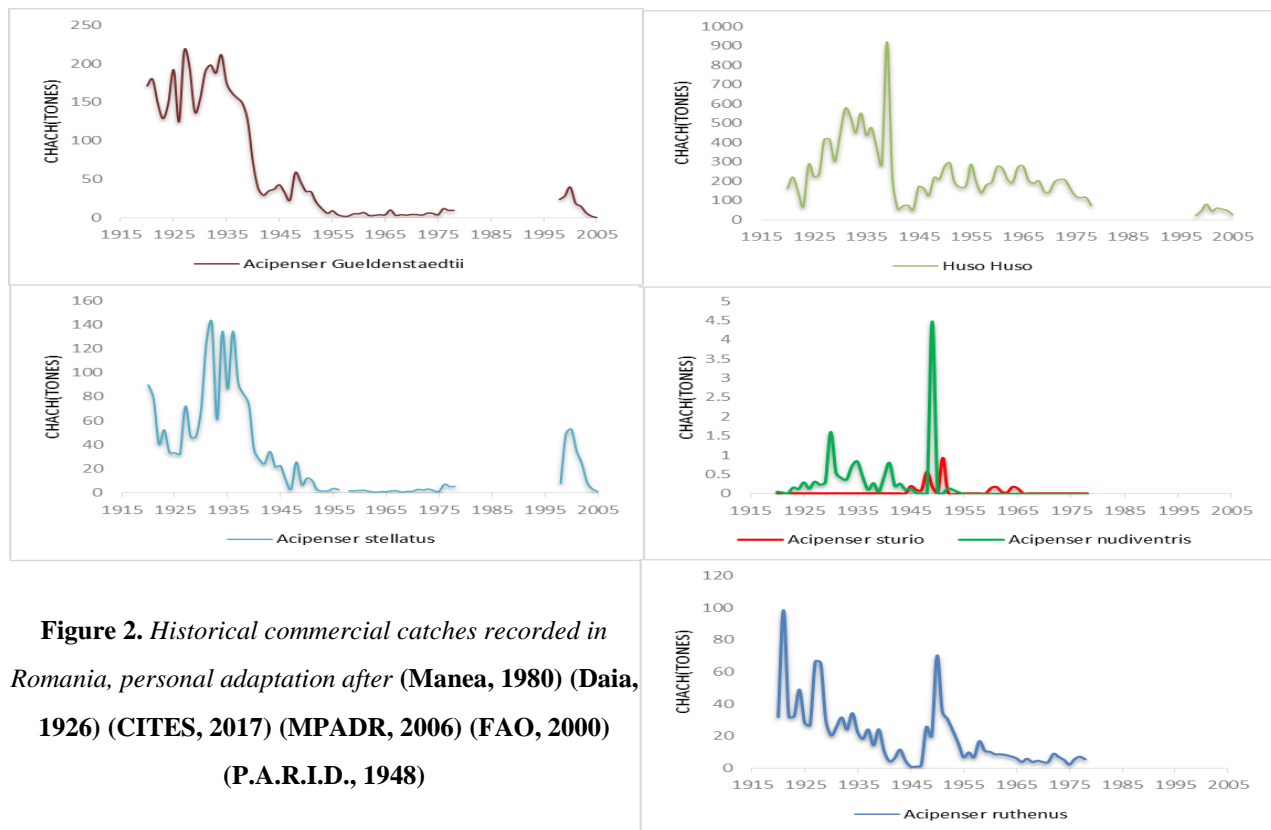 250
200
150
100
50
0
CHACH(TONES)
1915 1925 1935 1945 1955 1965 1975 1985 1995 2005
Acipenser Gueldenstaedtii
1000
900
800
700
600
500
400
300
200
100
0
CHACH(TONES)
1915 1925 1935 1945 1955 1965 1975 1985 1995 2005
Huso Huso
160
140
120
100
80
60
40
20
0
CHACH(TONES)
1915 1925 1935 1945 1955 1965 1975 1985 1995 2005
Acipenser stellatus
5
4.5
4
3.5
3
2.5
2
1.5
1
0.5
0
CHACH(TONES)
1915 1925 1935 1945 1955 1965 1975 1985 1995 2005
Acipenser sturio Acipenser nudiventris
Figure 2. Historical commercial catches recorded in
Romania, personal adaptation after (Manea, 1980) (Daia,
1926) (CITES, 2017) (MPADR, 2006) (FAO, 2000)
(P.A.R.I.D., 1948)
120
100
80
60
40
20
0
CHACH(TONES)
1915 1925 1935 1945 1955 1965 1975 1985 1995 2005
Acipenser ruthenus